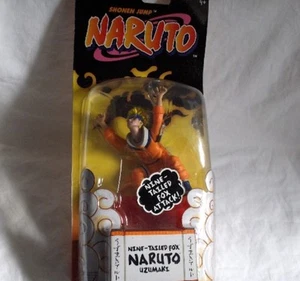 SHONEN JUMP
NARUTO
NINE-
TAILED
FOX
ATTACK!
NINE-TAILED FOX
NARUTO
UZUMAKI